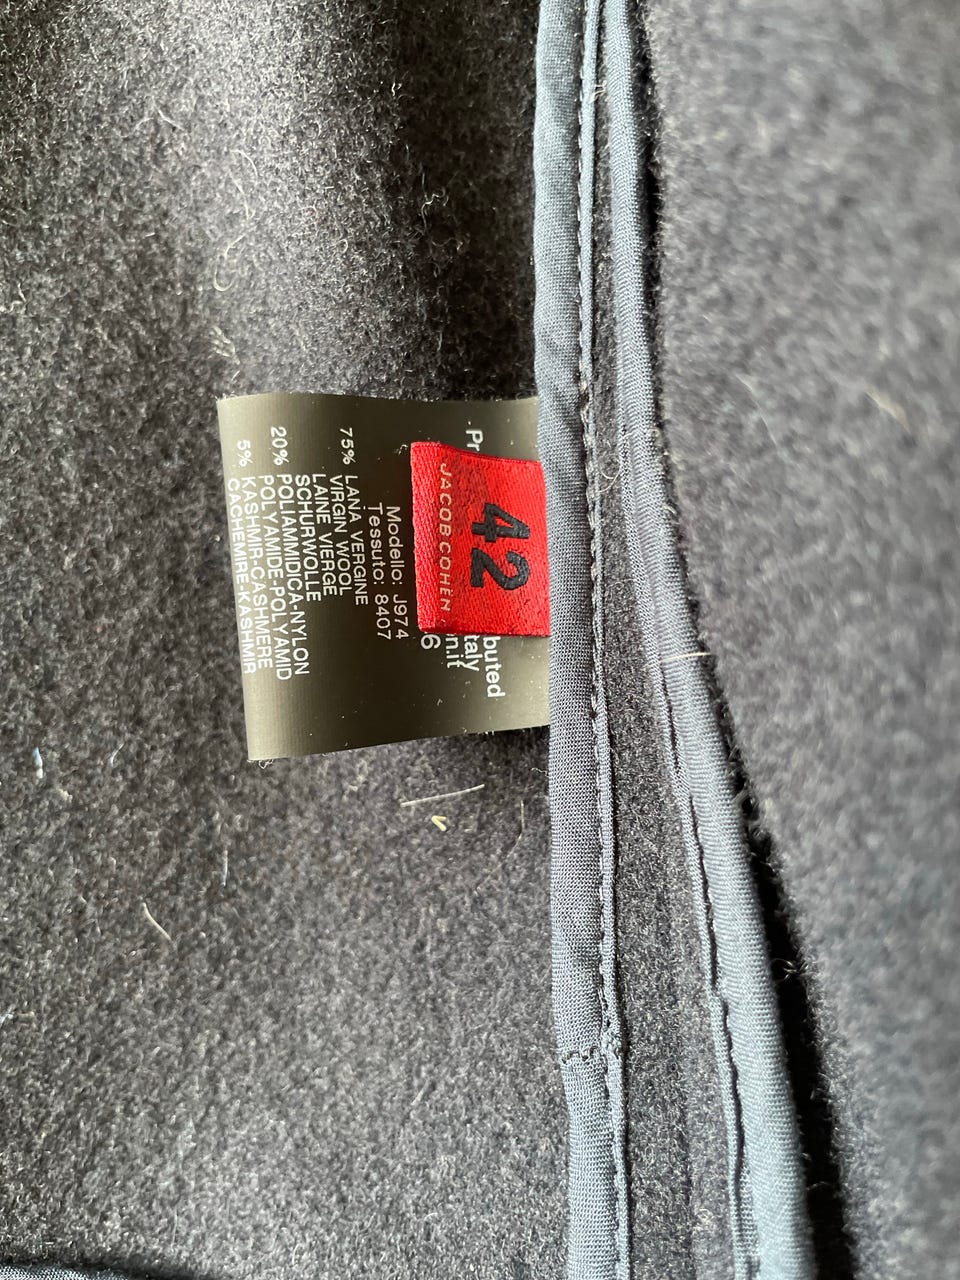 42
JACOB COHËN
Modello: J974
Tessuto: 8407
75% LANA VERGINE
VIRGIN WOOL
LAINE VIERGE
SCHURWOLLE
20% POLIAMMIDICA-NYLON
POLYAMIDE-POLYAMID
5% KASHMIR-CASHMERE
CACHEMIRE-KASHMIR